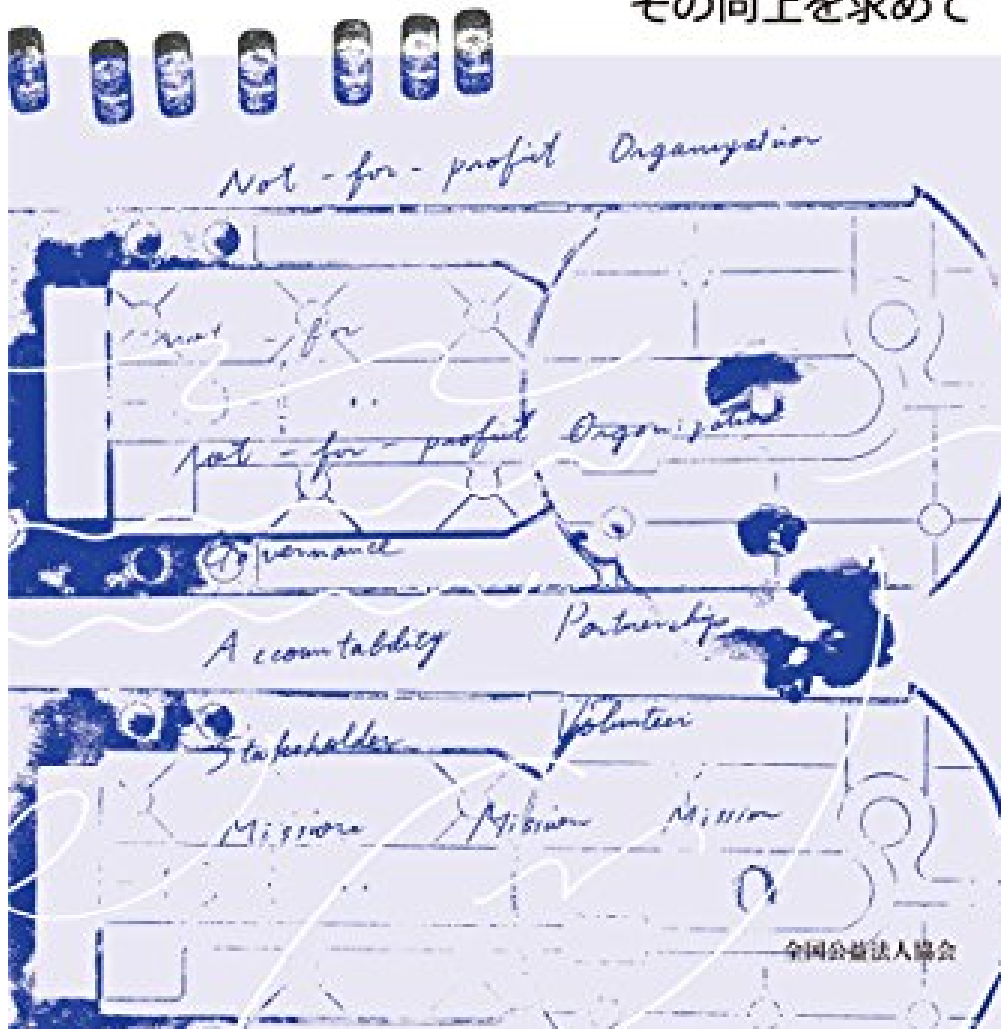 その向上を求めて
Not-for-profit Organization
for
Not-for-profit Organization
Governance
Accountability Partnership
Stakeholder Volunteer
Mission Mission Mission
全国公益法人協会